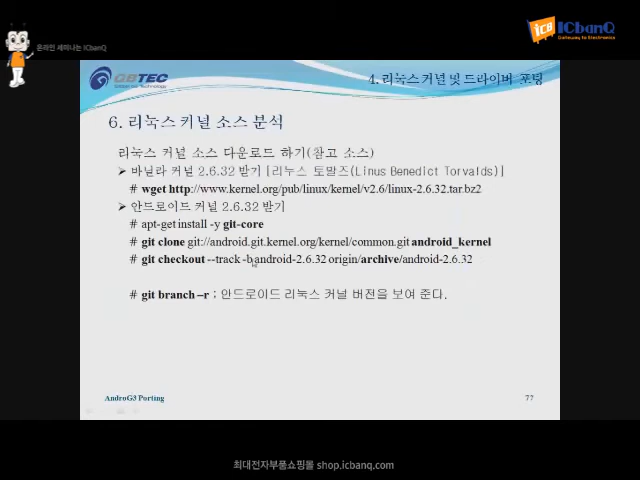 온라인 세미나는 ICbanQ
icB ICbanQ
Gateway to Electronics
GBTEC
4. 리눅스 커널 및 드라이버 포팅
6. 리눅스 커널 소스 분석
리눅스 커널 소스 다운로드 하기(참고 소스)
➢ 바닐라 커널 2.6.32 받기 [리누스 토말즈(Linus Benedict Torvalds)]
# wget http://www.kernel.org/pub/linux/kernel/v2.6/linux-2.6.32.tar.bz2
➢ 안드로이드 커널 2.6.32 받기
# apt-get install -y git-core
# git clone git://android.git.kernel.org/kernel/common.git android_kernel
# git checkout --track -b android-2.6.32 origin/archive/android-2.6.32
# git branch –r ; 안드로이드 리눅스 커널 버전을 보여 준다.
AndroG3 Porting
77
최대전자부품쇼핑몰 shop.icbanq.com